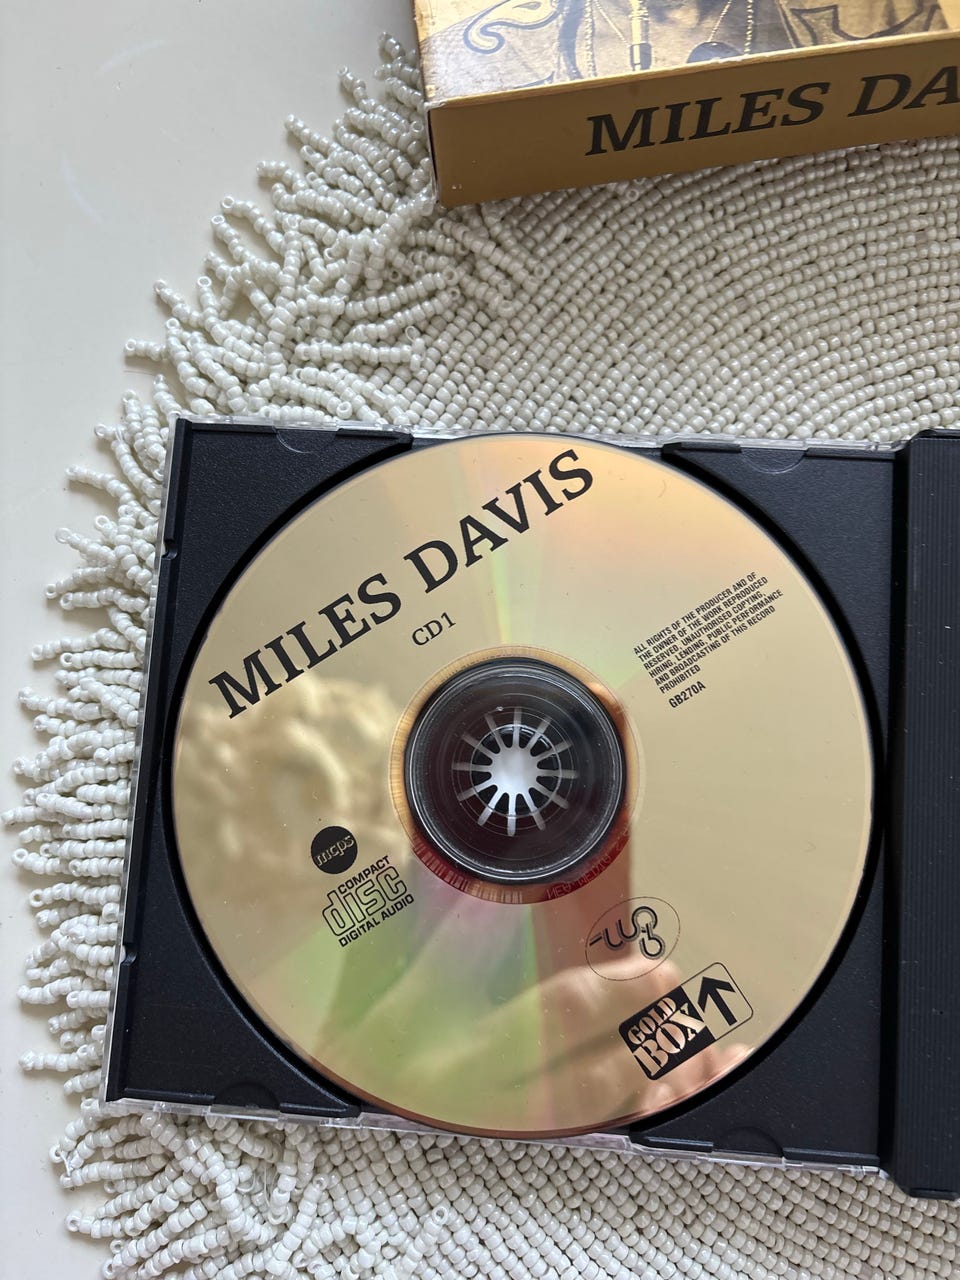 MILES DA
MILES DAVIS
CD1
ALL RIGHTS OF THE PRODUCER AND OF
THE OWNER OF THE WORK REPRODUCED
RESERVED, UNAUTHORISED COPYING,
HIRING, LENDING, PUBLIC PERFORMANCE
AND BROADCASTING OF THIS RECORD
PROHIBITED
GB270A
mcps
COMPACT
disc
DIGITAL AUDIO
GOLD
BOX